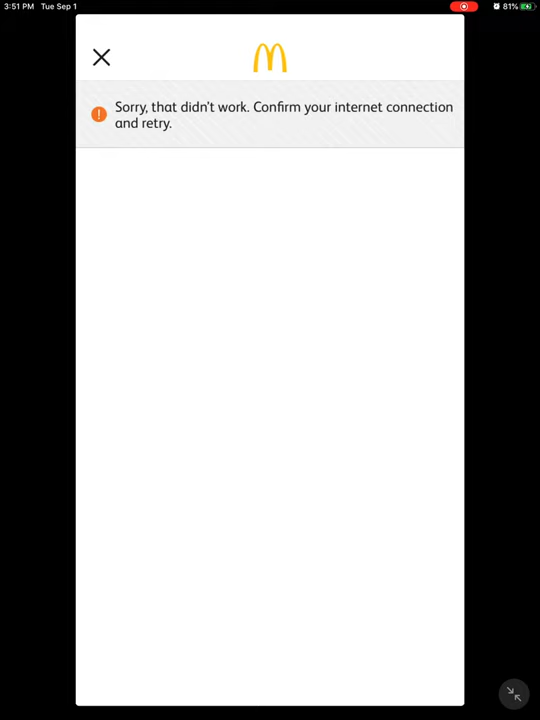 3:51 PM Tue Sep 1
81%
Sorry, that didn't work. Confirm your internet connection
and retry.